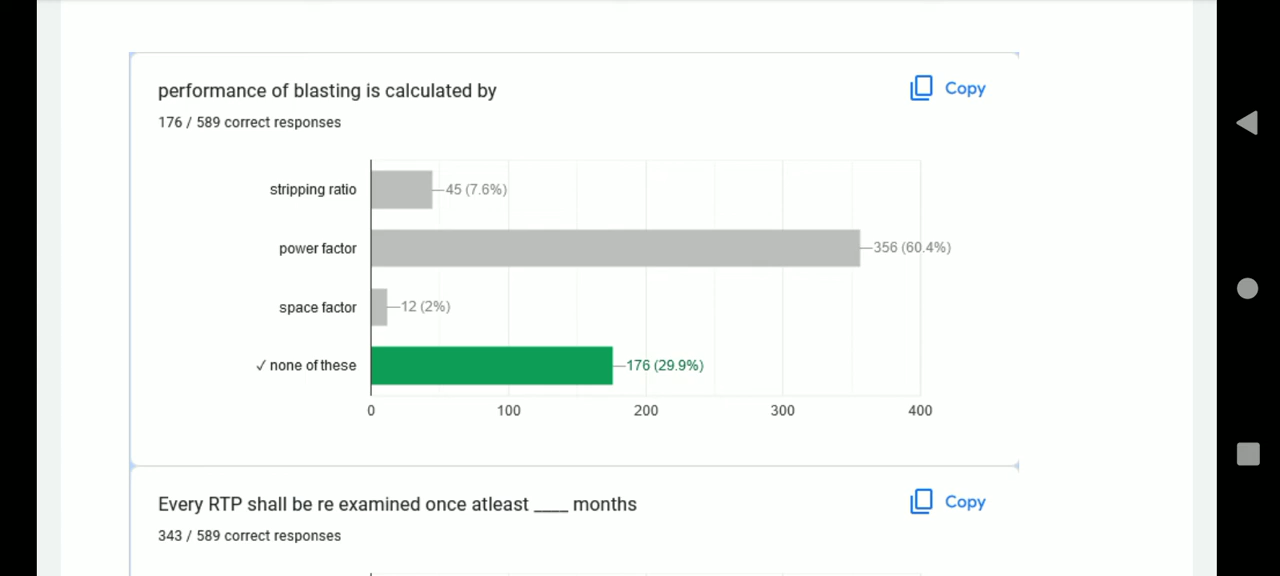 performance of blasting is calculated by
Copy
176 / 589 correct responses
stripping ratio
45 (7.6%)
power factor
356 (60.4%)
space factor
12 (2%)
✓ none of these
176 (29.9%)
0 100 200 300 400
Every RTP shall be re examined once atleast ____ months
Copy
343 / 589 correct responses